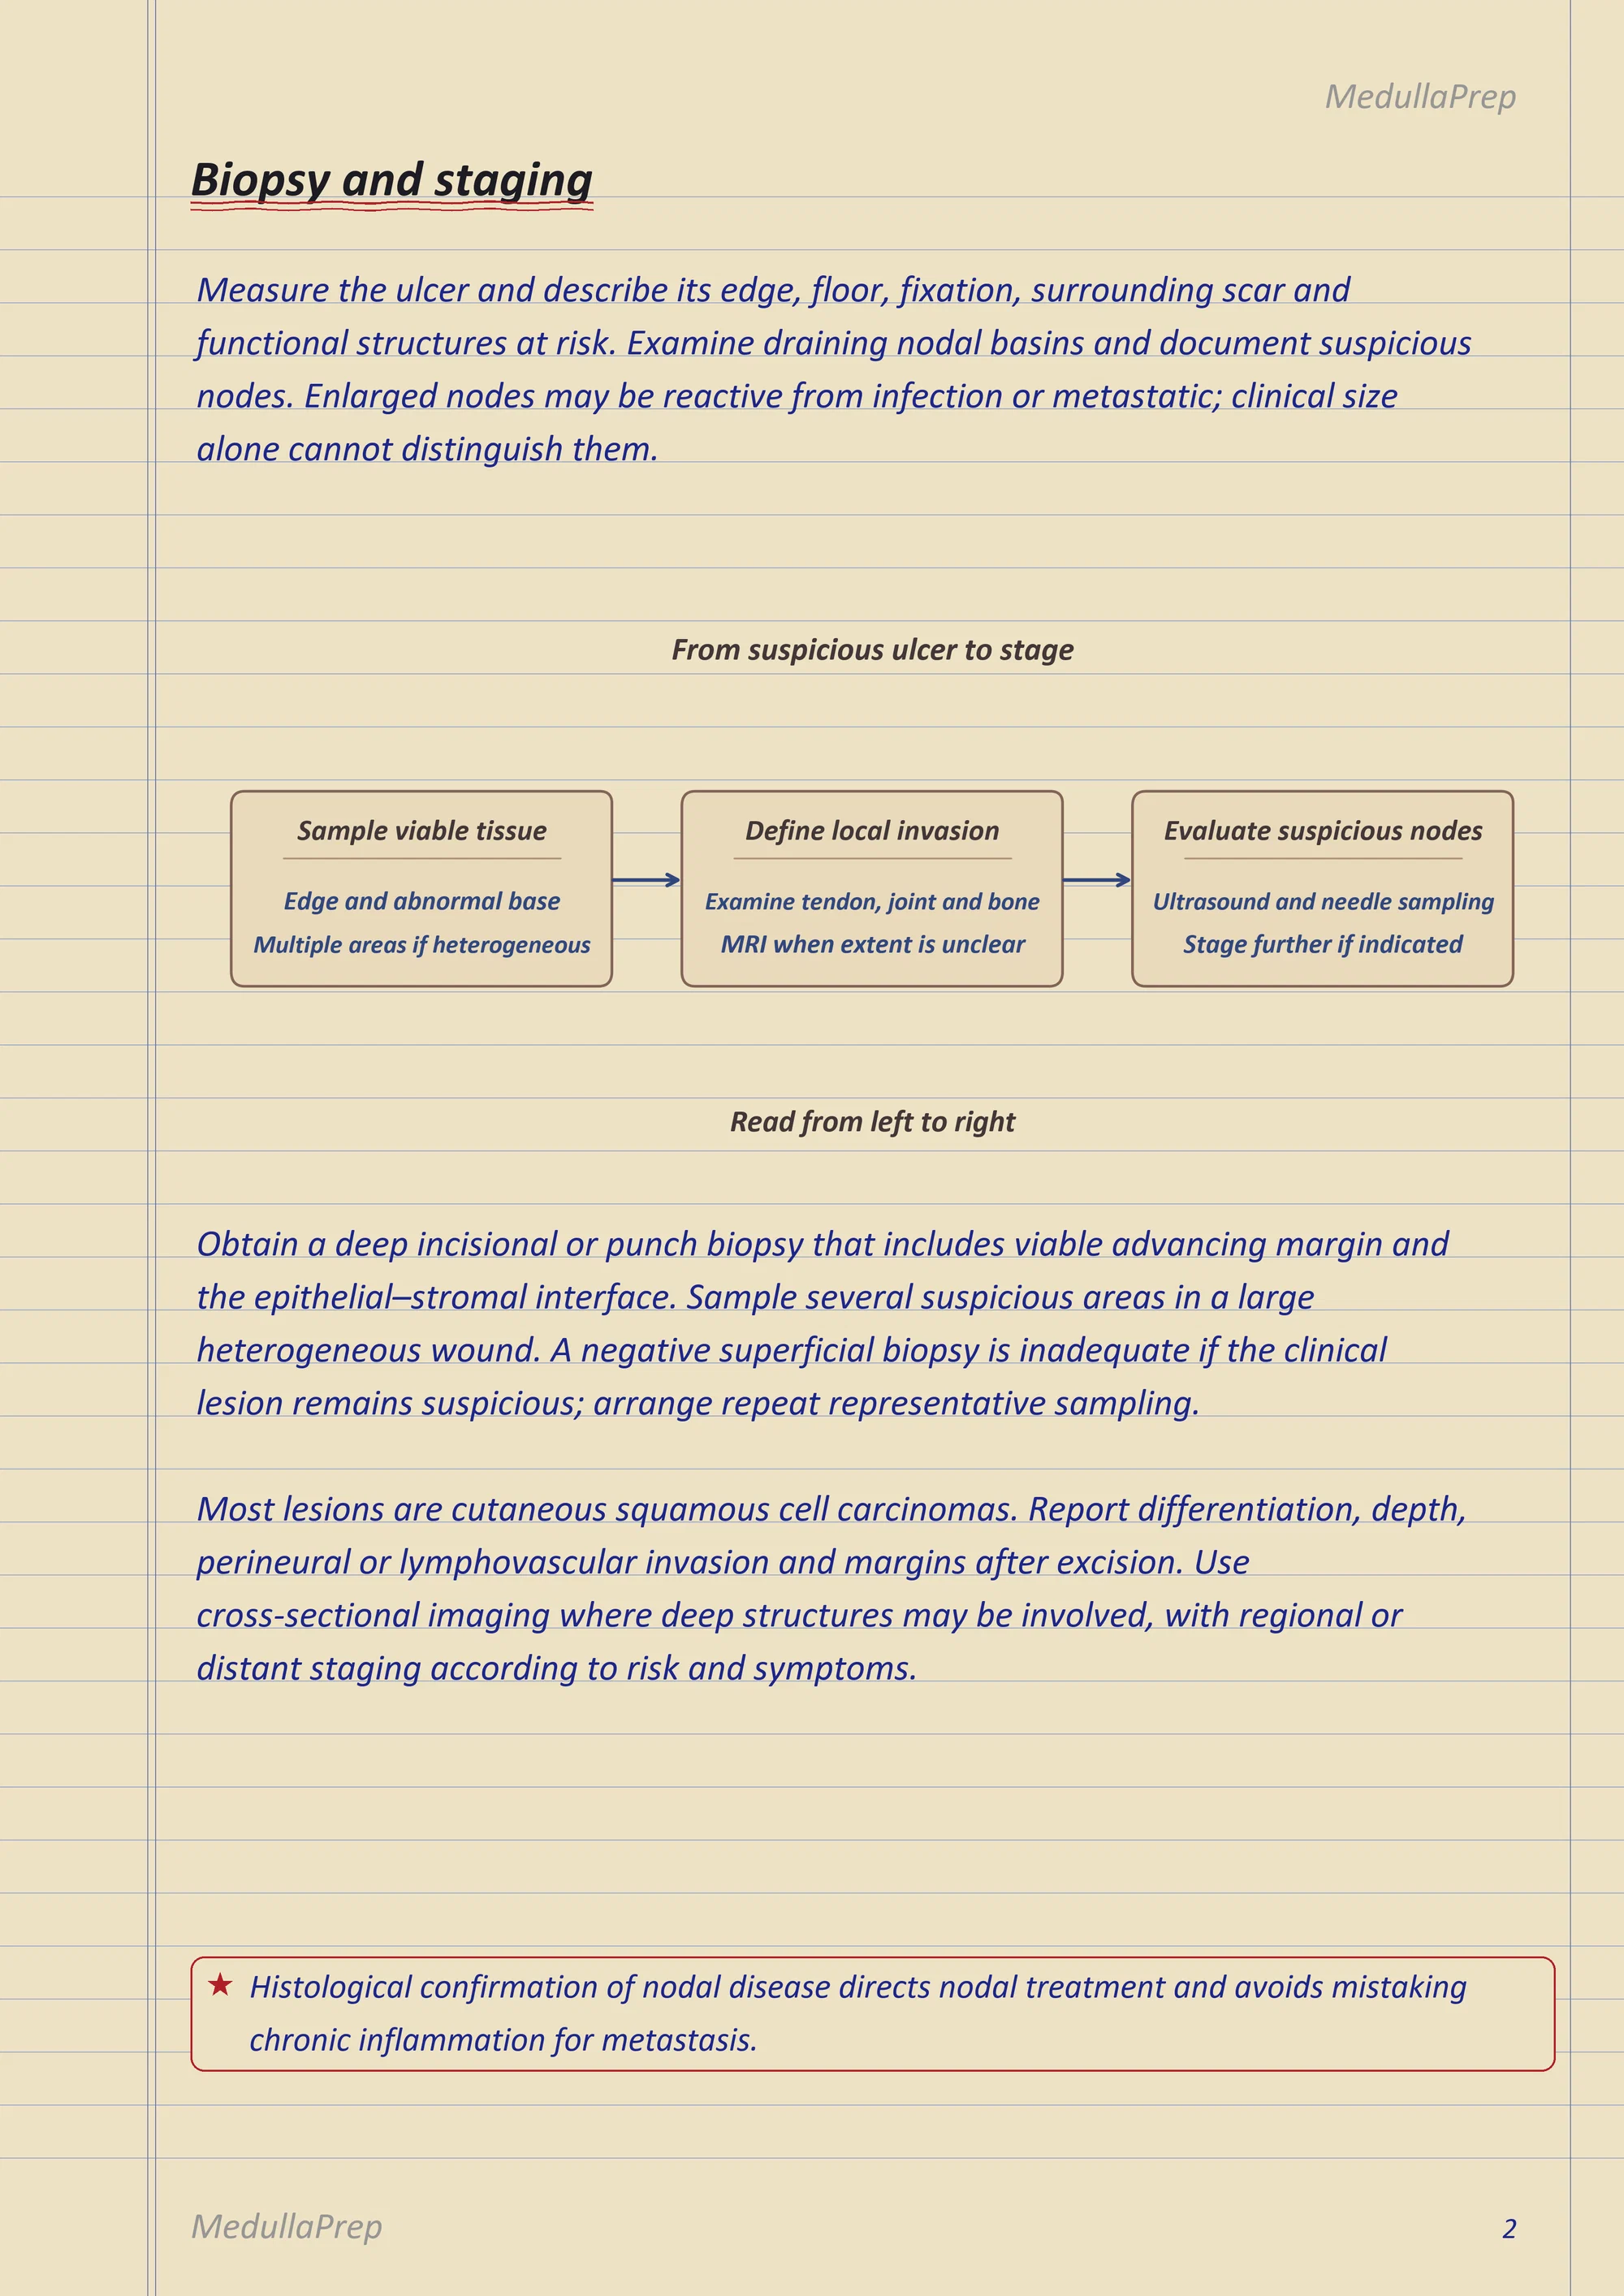 MedullaPrep
Biopsy and staging
Measure the ulcer and describe its edge, floor, fixation, surrounding scar and
functional structures at risk. Examine draining nodal basins and document suspicious
nodes. Enlarged nodes may be reactive from infection or metastatic; clinical size
alone cannot distinguish them.
From suspicious ulcer to stage
Sample viable tissue
Edge and abnormal base
Multiple areas if heterogeneous
Define local invasion
Examine tendon, joint and bone
MRI when extent is unclear
Evaluate suspicious nodes
Ultrasound and needle sampling
Stage further if indicated
Read from left to right
Obtain a deep incisional or punch biopsy that includes viable advancing margin and
the epithelial–stromal interface. Sample several suspicious areas in a large
heterogeneous wound. A negative superficial biopsy is inadequate if the clinical
lesion remains suspicious; arrange repeat representative sampling.
Most lesions are cutaneous squamous cell carcinomas. Report differentiation, depth,
perineural or lymphovascular invasion and margins after excision. Use
cross-sectional imaging where deep structures may be involved, with regional or
distant staging according to risk and symptoms.
★ Histological confirmation of nodal disease directs nodal treatment and avoids mistaking
chronic inflammation for metastasis.
MedullaPrep
2